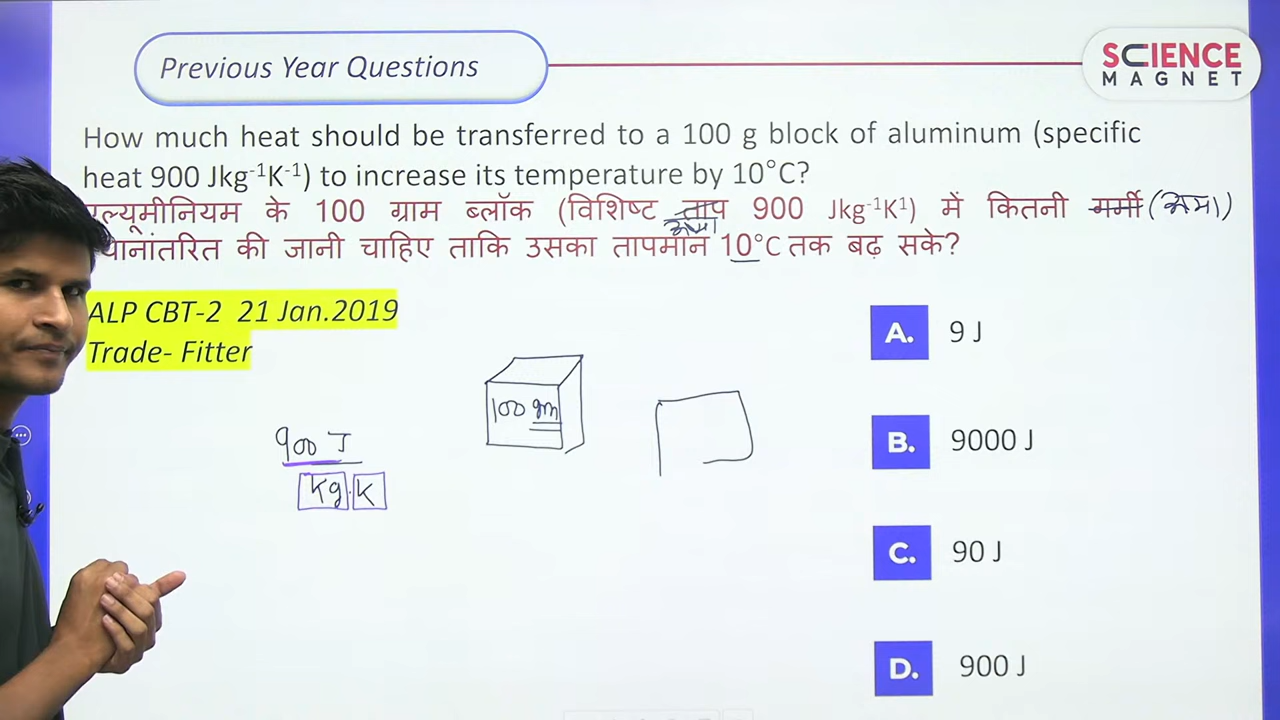 Previous Year Questions
SCIENCE
MAGNET
How much heat should be transferred to a 100 g block of aluminum (specific
heat 900 Jkg⁻¹K⁻¹) to increase its temperature by 10°C?
के 100 ग्राम ब्लॉक (विशिष्ट ताप 900 Jkg⁻¹K¹) में कितनी गर्मी
की जानी चाहिए ताकि उसका तापमान 10°C तक बढ़ सके?
ALP CBT-2 21 Jan.2019
Trade- Fitter
A. 9 J
100 gm
900 J
Kg.K
B. 9000 J
C. 90 J
D. 900 J